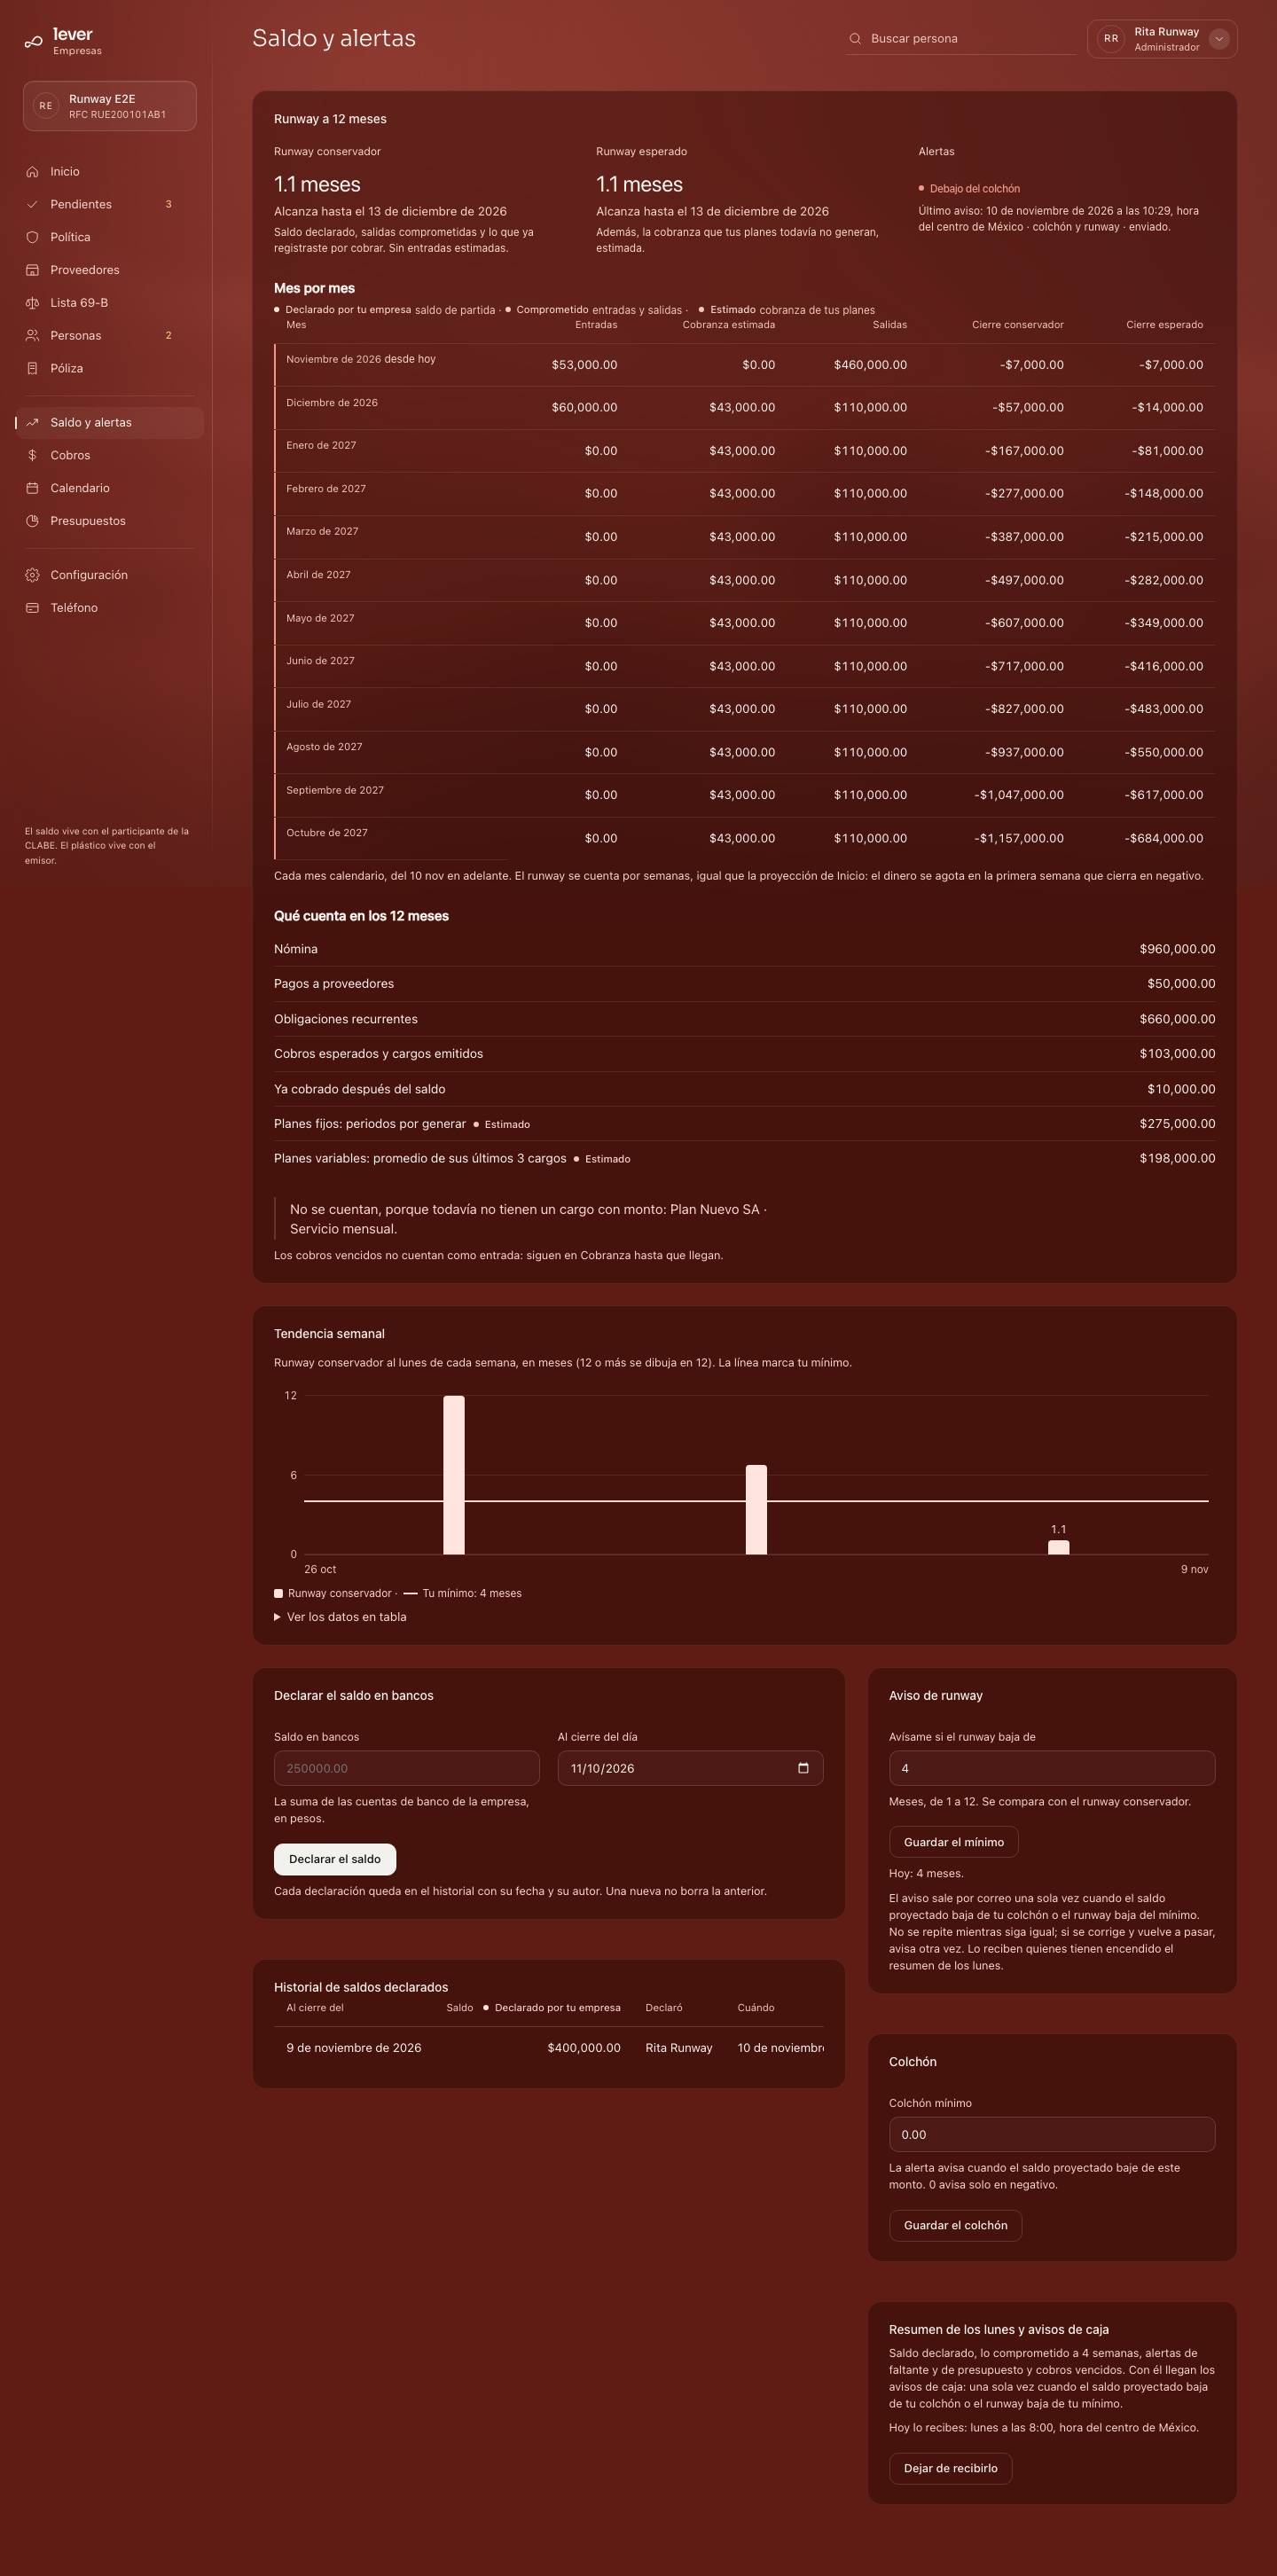 lever
Empresas
RE
Runway E2E
RFC RUE200101AB1
Inicio
Pendientes 3
Política
Proveedores
Lista 69-B
Personas 2
Póliza
Saldo y alertas
Cobros
Calendario
Presupuestos
Configuración
Teléfono
El saldo vive con el participante de la
CLABE. El plástico vive con el
emisor.
Saldo y alertas
Buscar persona
RR
Rita Runway
Administrador
Runway a 12 meses
Runway conservador
1.1 meses
Alcanza hasta el 13 de diciembre de 2026
Saldo declarado, salidas comprometidas y lo que ya
registraste por cobrar. Sin entradas estimadas.
Runway esperado
1.1 meses
Alcanza hasta el 13 de diciembre de 2026
Además, la cobranza que tus planes todavía no generan,
estimada.
Alertas
Debajo del colchón
Último aviso: 10 de noviembre de 2026 a las 10:29, hora
del centro de México · colchón y runway · enviado.
Mes por mes
Declarado por tu empresa saldo de partida · Comprometido entradas y salidas · Estimado cobranza de tus planes
Mes Entradas Cobranza estimada Salidas Cierre conservador Cierre esperado
Noviembre de 2026 desde hoy $53,000.00 $0.00 $460,000.00 -$7,000.00 -$7,000.00
Diciembre de 2026 $60,000.00 $43,000.00 $110,000.00 -$57,000.00 -$14,000.00
Enero de 2027 $0.00 $43,000.00 $110,000.00 -$167,000.00 -$81,000.00
Febrero de 2027 $0.00 $43,000.00 $110,000.00 -$277,000.00 -$148,000.00
Marzo de 2027 $0.00 $43,000.00 $110,000.00 -$387,000.00 -$215,000.00
Abril de 2027 $0.00 $43,000.00 $110,000.00 -$497,000.00 -$282,000.00
Mayo de 2027 $0.00 $43,000.00 $110,000.00 -$607,000.00 -$349,000.00
Junio de 2027 $0.00 $43,000.00 $110,000.00 -$717,000.00 -$416,000.00
Julio de 2027 $0.00 $43,000.00 $110,000.00 -$827,000.00 -$483,000.00
Agosto de 2027 $0.00 $43,000.00 $110,000.00 -$937,000.00 -$550,000.00
Septiembre de 2027 $0.00 $43,000.00 $110,000.00 -$1,047,000.00 -$617,000.00
Octubre de 2027 $0.00 $43,000.00 $110,000.00 -$1,157,000.00 -$684,000.00
Cada mes calendario, del 10 nov en adelante. El runway se cuenta por semanas, igual que la proyección de Inicio: el dinero se agota en la primera semana que cierra en negativo.
Qué cuenta en los 12 meses
Nómina $960,000.00
Pagos a proveedores $50,000.00
Obligaciones recurrentes $660,000.00
Cobros esperados y cargos emitidos $103,000.00
Ya cobrado después del saldo $10,000.00
Planes fijos: periodos por generar Estimado $275,000.00
Planes variables: promedio de sus últimos 3 cargos Estimado $198,000.00
No se cuentan, porque todavía no tienen un cargo con monto: Plan Nuevo SA ·
Servicio mensual.
Los cobros vencidos no cuentan como entrada: siguen en Cobranza hasta que llegan.
Tendencia semanal
Runway conservador al lunes de cada semana, en meses (12 o más se dibuja en 12). La línea marca tu mínimo.
12
6
0
1.1
26 oct 9 nov
Runway conservador · Tu mínimo: 4 meses
Ver los datos en tabla
Declarar el saldo en bancos
Saldo en bancos
250000.00
La suma de las cuentas de banco de la empresa,
en pesos.
Al cierre del día
11/10/2026
Declarar el saldo
Cada declaración queda en el historial con su fecha y su autor. Una nueva no borra la anterior.
Historial de saldos declarados
Al cierre del Saldo Declarado por tu empresa Declaró Cuándo
9 de noviembre de 2026 $400,000.00 Rita Runway 10 de noviembr
Aviso de runway
Avísame si el runway baja de
4
Meses, de 1 a 12. Se compara con el runway conservador.
Guardar el mínimo
Hoy: 4 meses.
El aviso sale por correo una sola vez cuando el saldo
proyectado baja de tu colchón o el runway baja del mínimo.
No se repite mientras siga igual; si se corrige y vuelve a pasar,
avisa otra vez. Lo reciben quienes tienen encendido el
resumen de los lunes.
Colchón
Colchón mínimo
0.00
La alerta avisa cuando el saldo proyectado baje de este
monto. 0 avisa solo en negativo.
Guardar el colchón
Resumen de los lunes y avisos de caja
Saldo declarado, lo comprometido a 4 semanas, alertas de
faltante y de presupuesto y cobros vencidos. Con él llegan los
avisos de caja: una sola vez cuando el saldo proyectado baja
de tu colchón o el runway baja de tu mínimo.
Hoy lo recibes: lunes a las 8:00, hora del centro de México.
Dejar de recibirlo